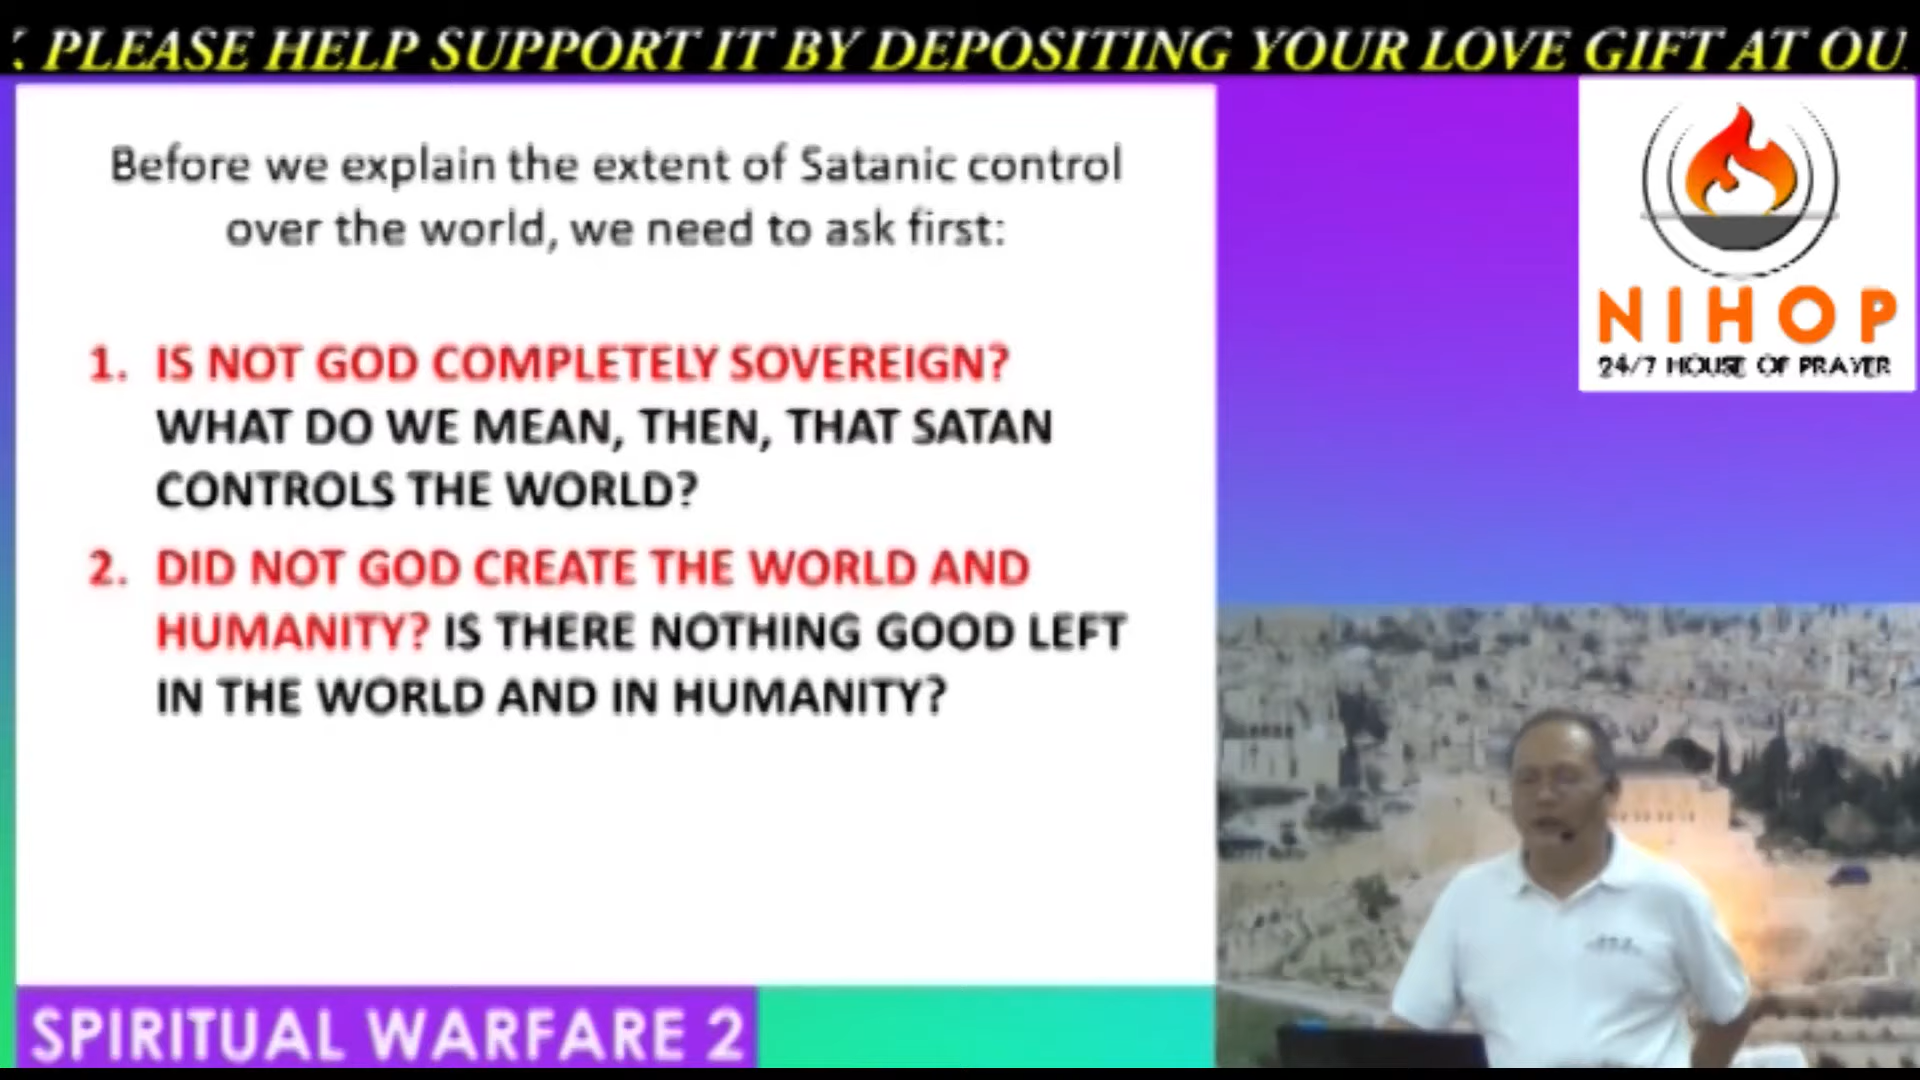 : PLEASE HELP SUPPORT IT BY DEPOSITING YOUR LOVE GIFT AT OU
Before we explain the extent of Satanic control
over the world, we need to ask first:
1. IS NOT GOD COMPLETELY SOVEREIGN?
WHAT DO WE MEAN, THEN, THAT SATAN
CONTROLS THE WORLD?
2. DID NOT GOD CREATE THE WORLD AND
HUMANITY? IS THERE NOTHING GOOD LEFT
IN THE WORLD AND IN HUMANITY?
NIHOP
24/7 HOUSE OF PRAYER
SPIRITUAL WARFARE 2